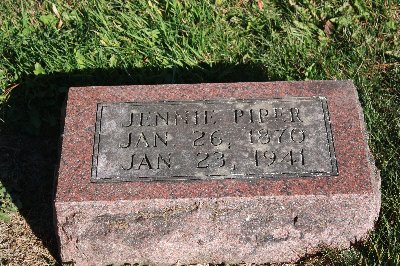 JENNIE PIPER
JAN. 26, 1870
JAN. 23, 1941